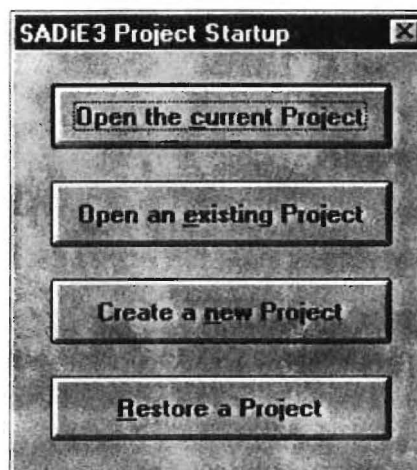 SADiE3 Project Startup
Open the current Project
Open an existing Project
Create a new Project
Restore a Project